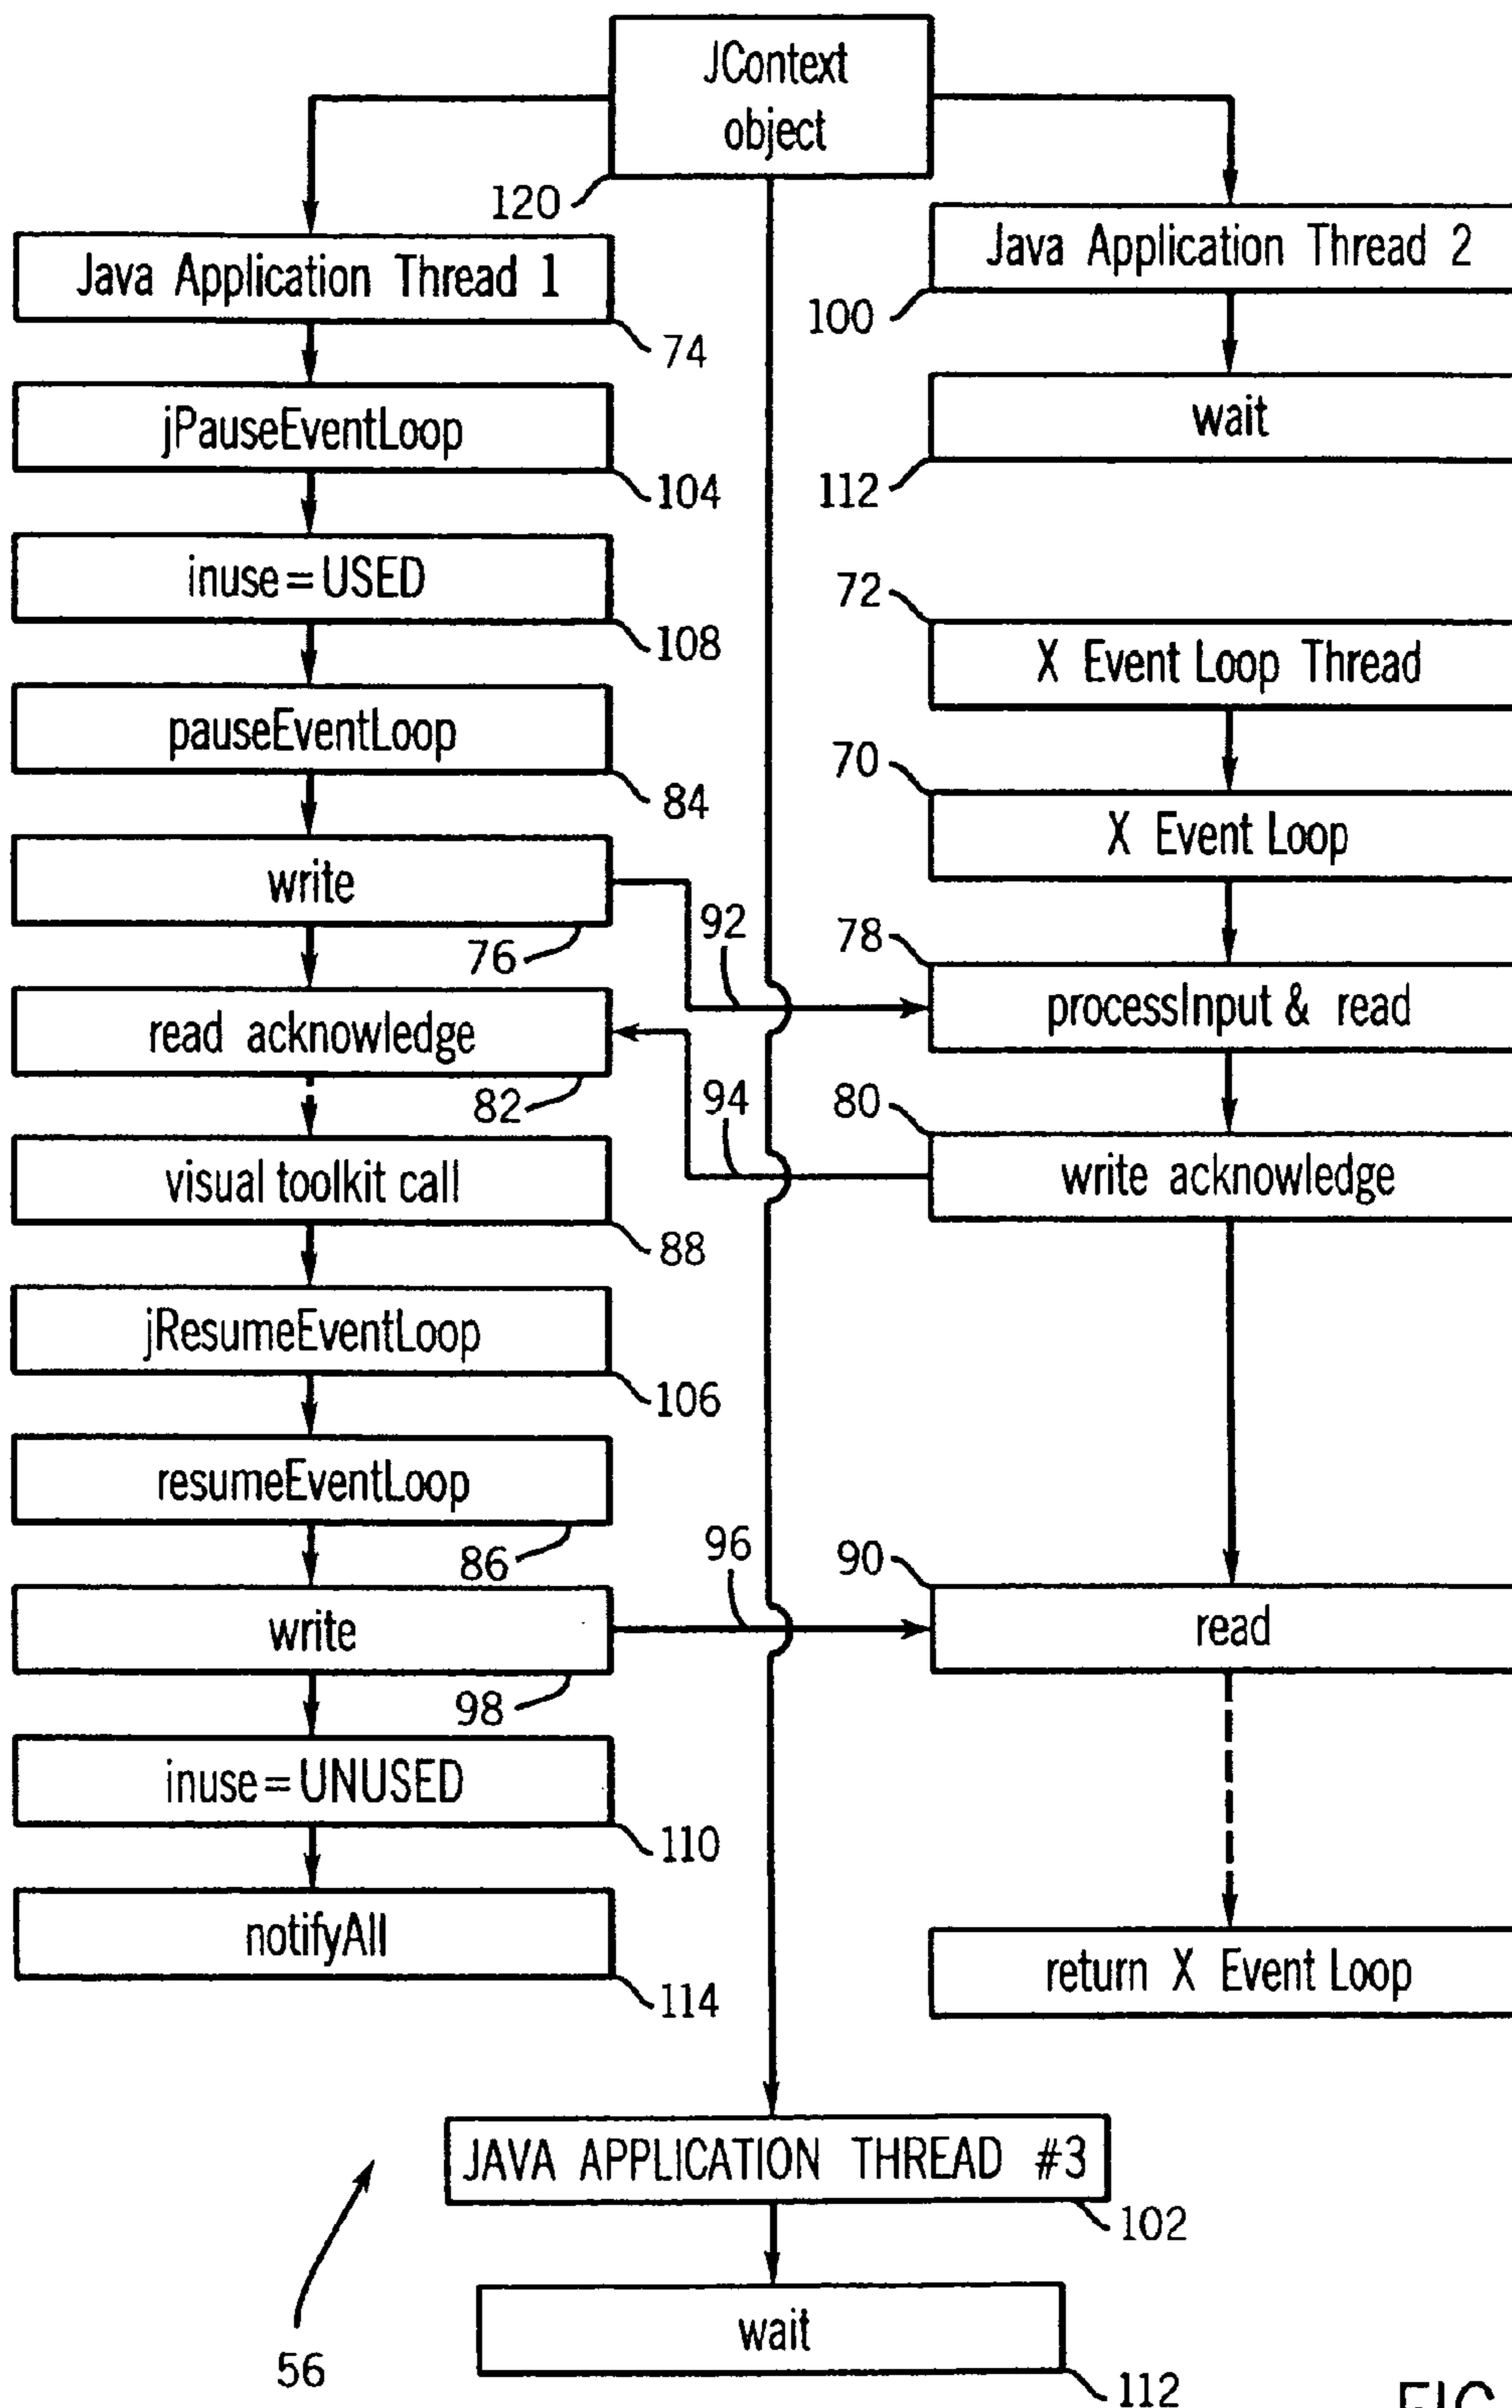 JContext
object
120
Java Application Thread 1
74
jPauseEventLoop
104
inuse = USED
108
pauseEventLoop
84
write
76
read acknowledge
82
visual toolkit call
88
jResumeEventLoop
106
resumeEventLoop
86
write
98
inuse = UNUSED
110
notifyAll
114
92
94
96
Java Application Thread 2
100
wait
112
72
X Event Loop Thread
70
X Event Loop
78
processInput & read
80
write acknowledge
90
read
return X Event Loop
JAVA APPLICATION THREAD #3
102
wait
112
56
FIG